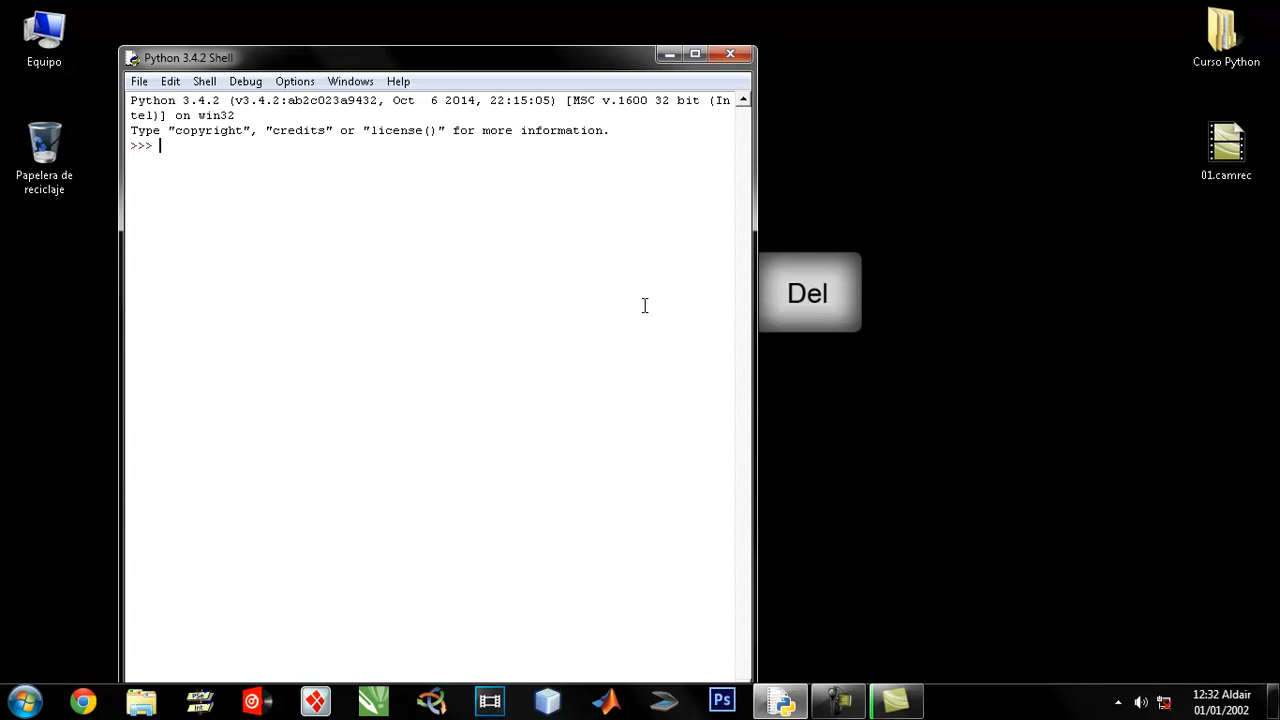 Equipo
Papelera de
reciclaje
Python 3.4.2 Shell
File Edit Shell Debug Options Windows Help
Python 3.4.2 (v3.4.2:ab2c023a9432, Oct  6 2014, 22:15:05) [MSC v.1600 32 bit (In
tel)] on win32
Type "copyright", "credits" or "license()" for more information.
>>>
Del
Curso Python
01.camrec
Ps
12:32 Aldair
01/01/2002